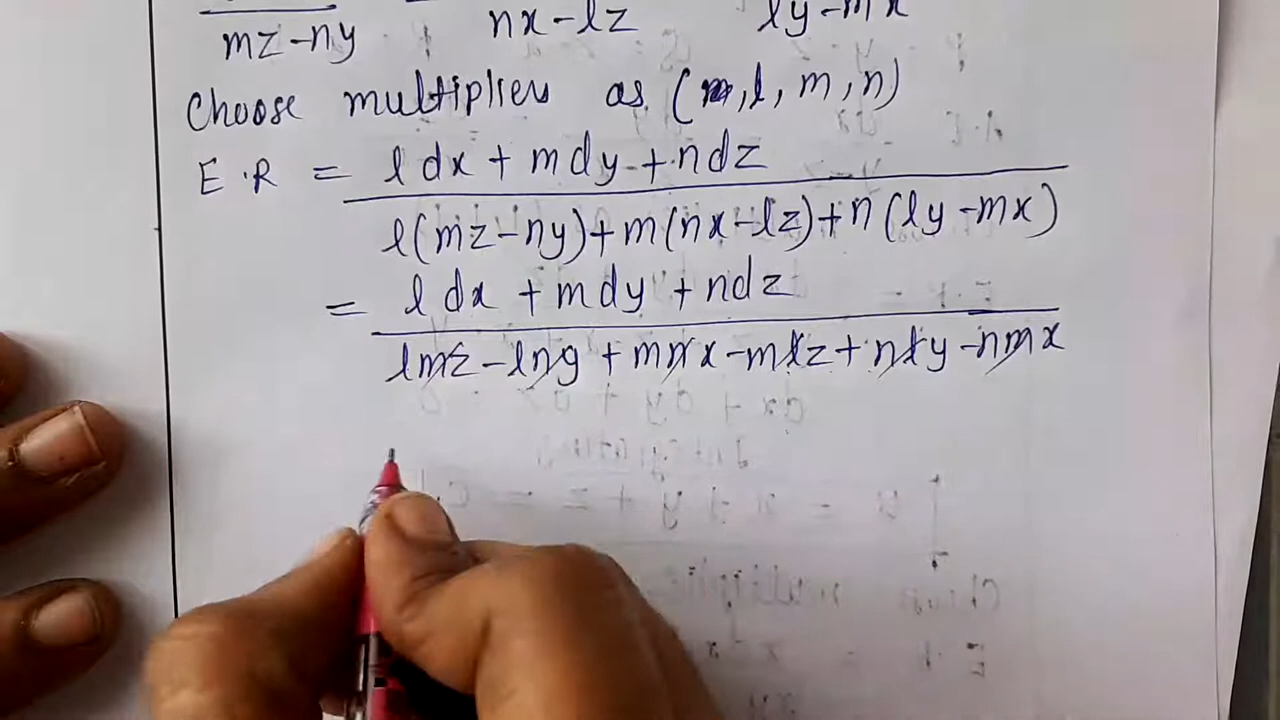 mz-ny nx-lz ly-mx
Choose multipliers as (l, m, n)
E.R = l dx + m dy + n dz
l(mz-ny)+m(nx-lz)+n(ly-mx)
= l dx + m dy + n dz
lmz - lny + mnx - mlz + nly - nmx